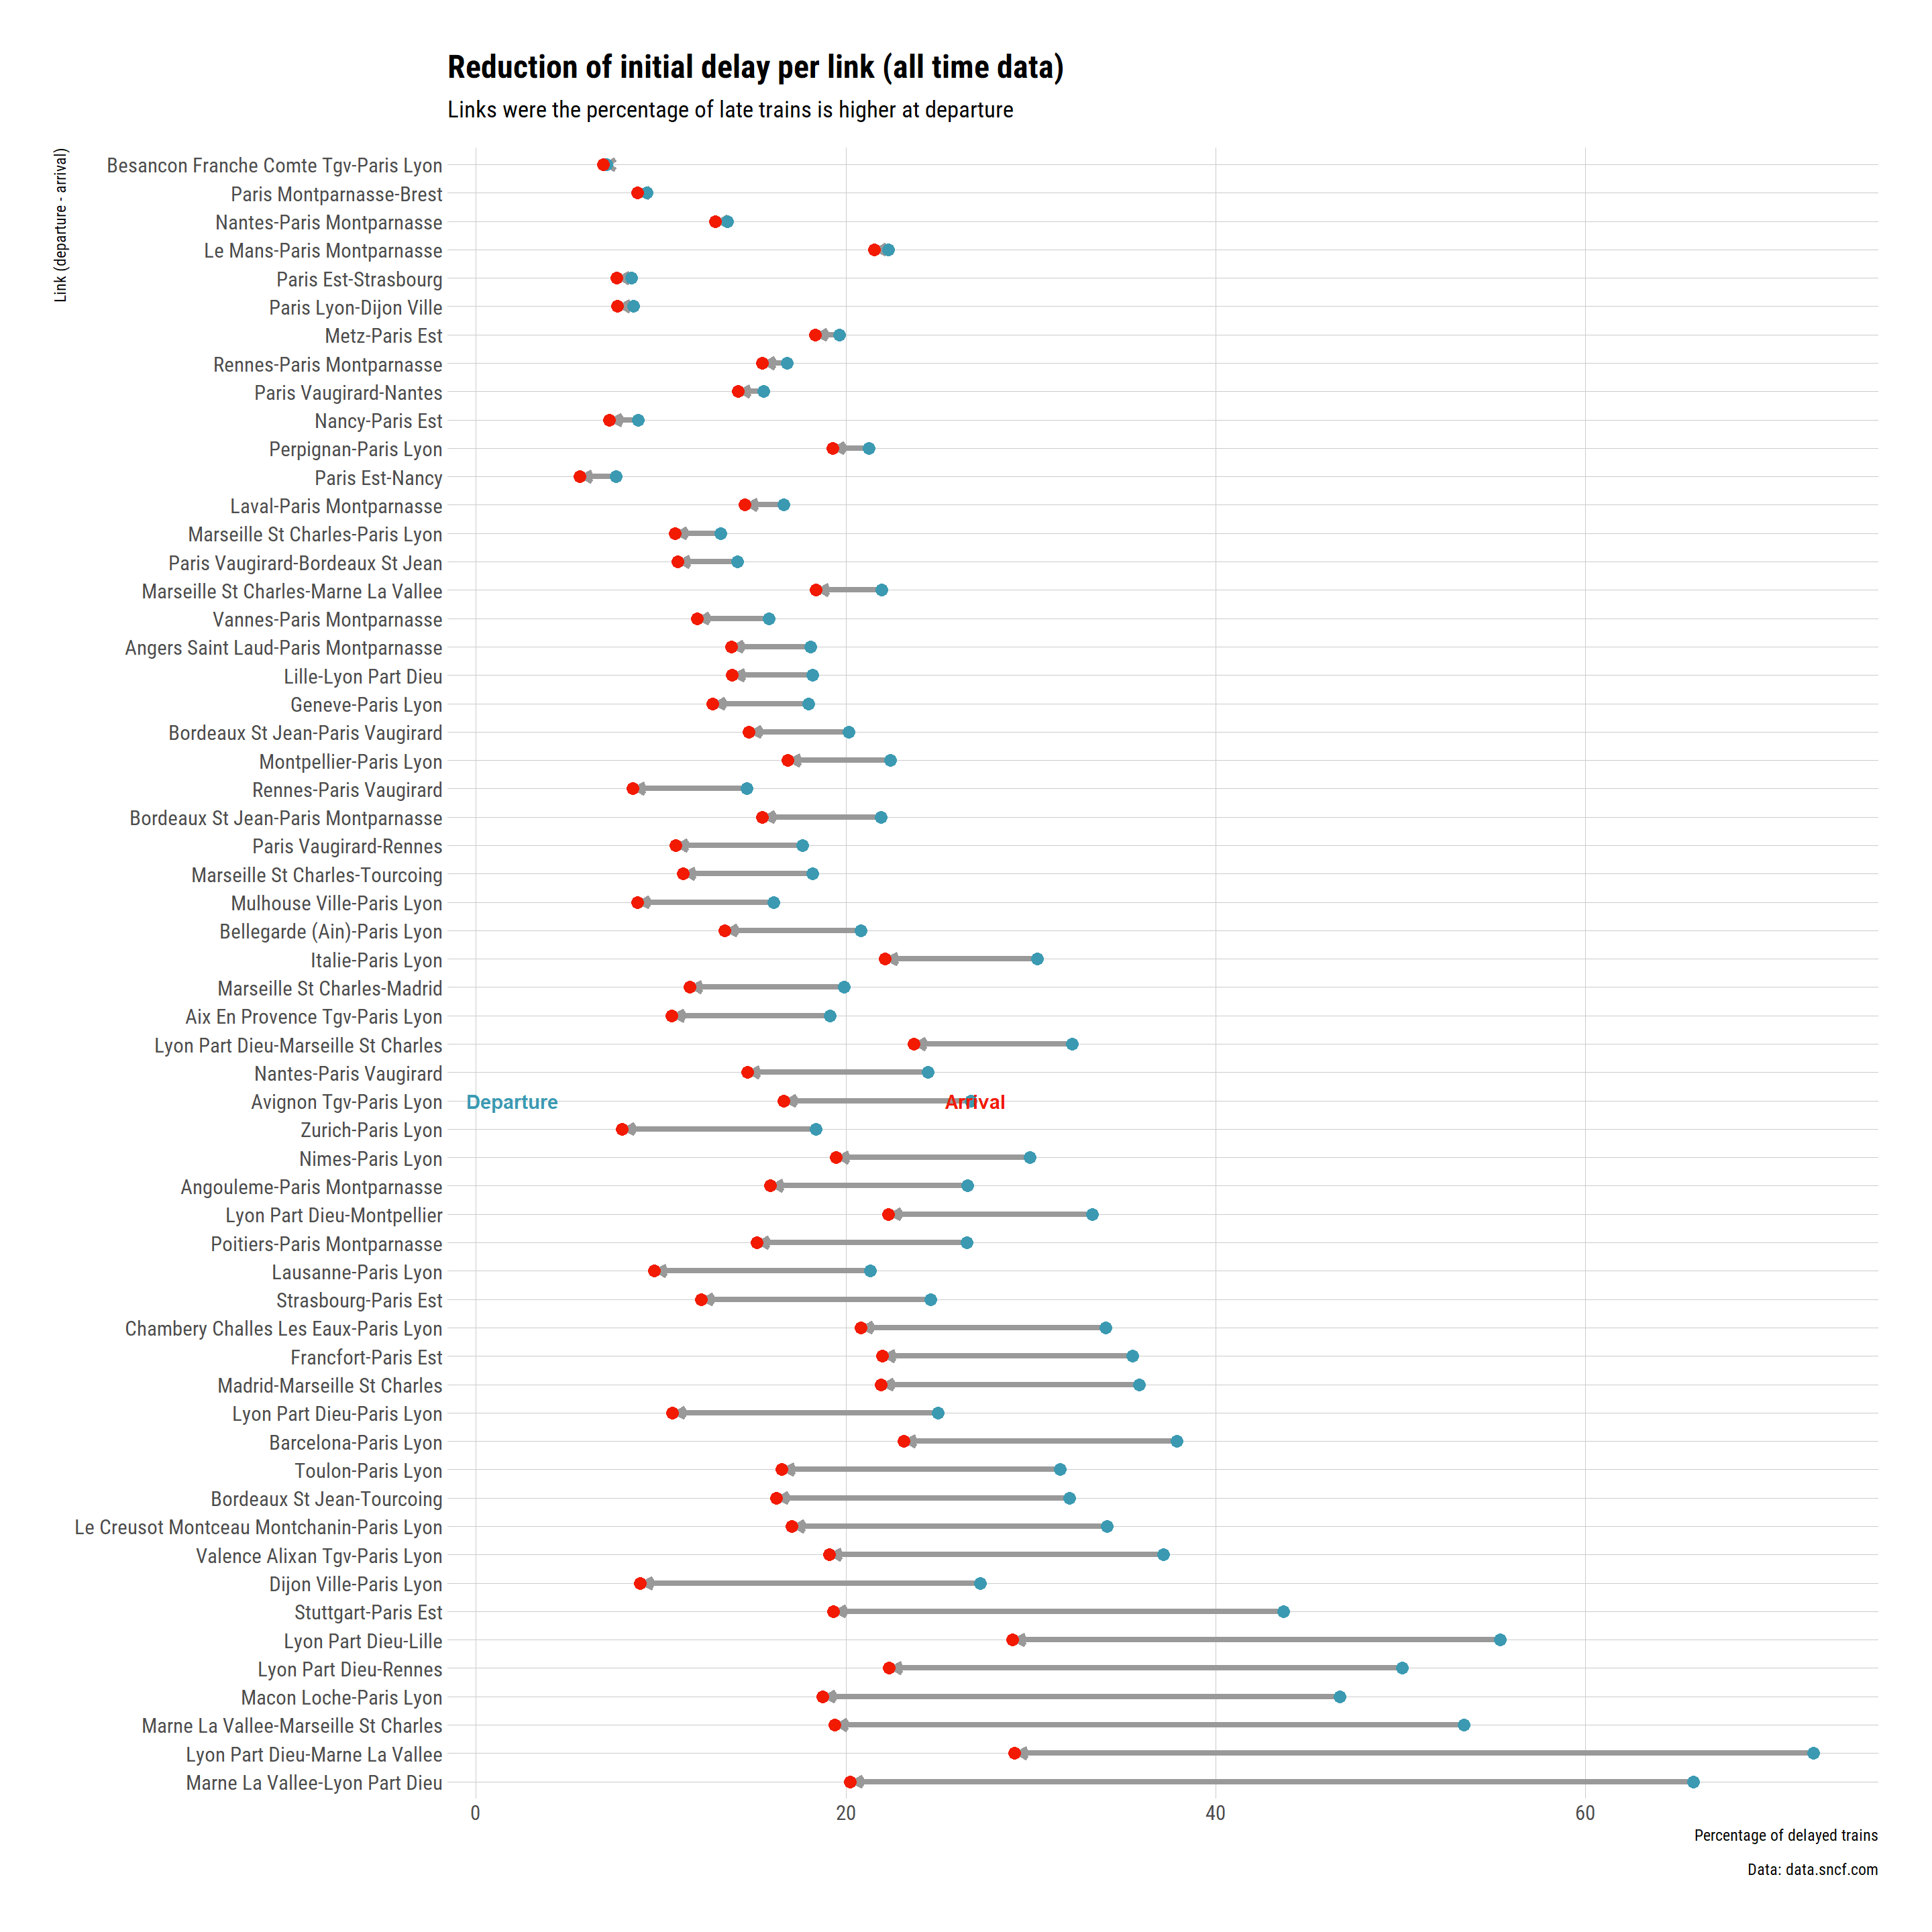 Reduction of initial delay per link (all time data)
Links were the percentage of late trains is higher at departure
Link (departure - arrival)
Besancon Franche Comte Tgv-Paris Lyon
Paris Montparnasse-Brest
Nantes-Paris Montparnasse
Le Mans-Paris Montparnasse
Paris Est-Strasbourg
Paris Lyon-Dijon Ville
Metz-Paris Est
Rennes-Paris Montparnasse
Paris Vaugirard-Nantes
Nancy-Paris Est
Perpignan-Paris Lyon
Paris Est-Nancy
Laval-Paris Montparnasse
Marseille St Charles-Paris Lyon
Paris Vaugirard-Bordeaux St Jean
Marseille St Charles-Marne La Vallee
Vannes-Paris Montparnasse
Angers Saint Laud-Paris Montparnasse
Lille-Lyon Part Dieu
Geneve-Paris Lyon
Bordeaux St Jean-Paris Vaugirard
Montpellier-Paris Lyon
Rennes-Paris Vaugirard
Bordeaux St Jean-Paris Montparnasse
Paris Vaugirard-Rennes
Marseille St Charles-Tourcoing
Mulhouse Ville-Paris Lyon
Bellegarde (Ain)-Paris Lyon
Italie-Paris Lyon
Marseille St Charles-Madrid
Aix En Provence Tgv-Paris Lyon
Lyon Part Dieu-Marseille St Charles
Nantes-Paris Vaugirard
Avignon Tgv-Paris Lyon Departure Arrival
Zurich-Paris Lyon
Nimes-Paris Lyon
Angouleme-Paris Montparnasse
Lyon Part Dieu-Montpellier
Poitiers-Paris Montparnasse
Lausanne-Paris Lyon
Strasbourg-Paris Est
Chambery Challes Les Eaux-Paris Lyon
Francfort-Paris Est
Madrid-Marseille St Charles
Lyon Part Dieu-Paris Lyon
Barcelona-Paris Lyon
Toulon-Paris Lyon
Bordeaux St Jean-Tourcoing
Le Creusot Montceau Montchanin-Paris Lyon
Valence Alixan Tgv-Paris Lyon
Dijon Ville-Paris Lyon
Stuttgart-Paris Est
Lyon Part Dieu-Lille
Lyon Part Dieu-Rennes
Macon Loche-Paris Lyon
Marne La Vallee-Marseille St Charles
Lyon Part Dieu-Marne La Vallee
Marne La Vallee-Lyon Part Dieu
0 20 40 60
Percentage of delayed trains
Data: data.sncf.com